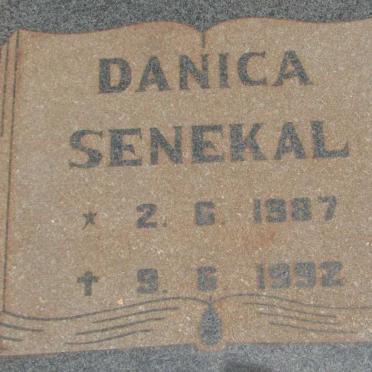 DANICA
SENEKAL
* 2. 6. 1987
✝ 9. 6. 1992